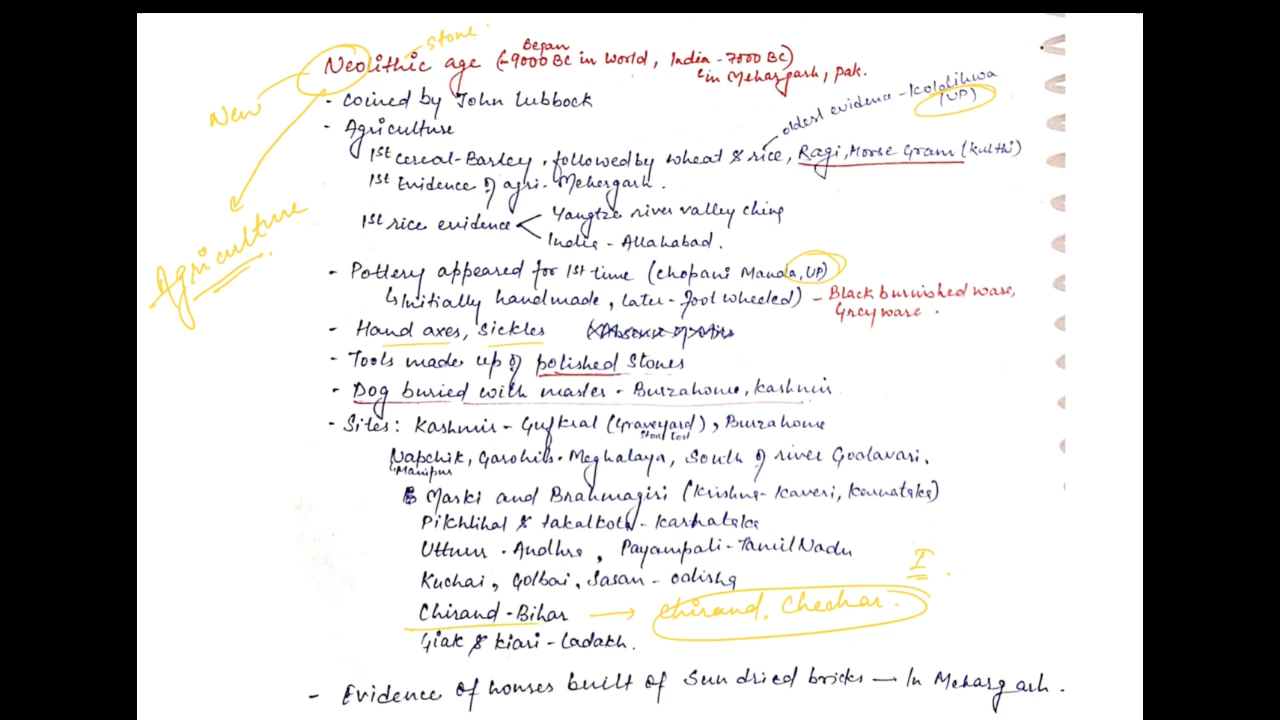 stone.
Began
Neolithic age (~9000 BC in world, India - 7000 BC)
in Mehargarh, Pak.
New
- coined by John Lubbock
oldest evidence - Kolalihwa
(UP)
- Agriculture
1st cereal - Barley. followed by wheat & rice, Ragi, Horse Gram (kulthi)
1st Evidence of agri - Mehergarh.
Agriculture.
1st rice evidence < Yangtze river valley china
India - Allahabad.
- Pottery appeared for 1st time (chopani Manda, UP)
↳ Initially handmade, later - foot wheeled) - Black burnished ware,
Grey ware.
- Hand axes, Sickles
- Tools made up of polished stones
- Dog buried with master - Burzahome, Kashmir
- Sites: Kashmir - Gufkral (Graveyard), Burzahome
stone tool
Napchik, Garohills - Meghalaya, South of river Godavari.
Manipur
Maski and Brahmagiri (Krishna - Kaveri, Karnataka)
Piklihal & takalkota - Karnataka
Uttnur - Andhra, Payampali - Tamil Nadu
I.
Kuchai, Golbai, Sasan - odisha
Chirand - Bihar → Chirand, Chechar.
Giak & kiari - Ladakh.
- Evidence of houses built of Sun dried bricks — In Mehargarh.